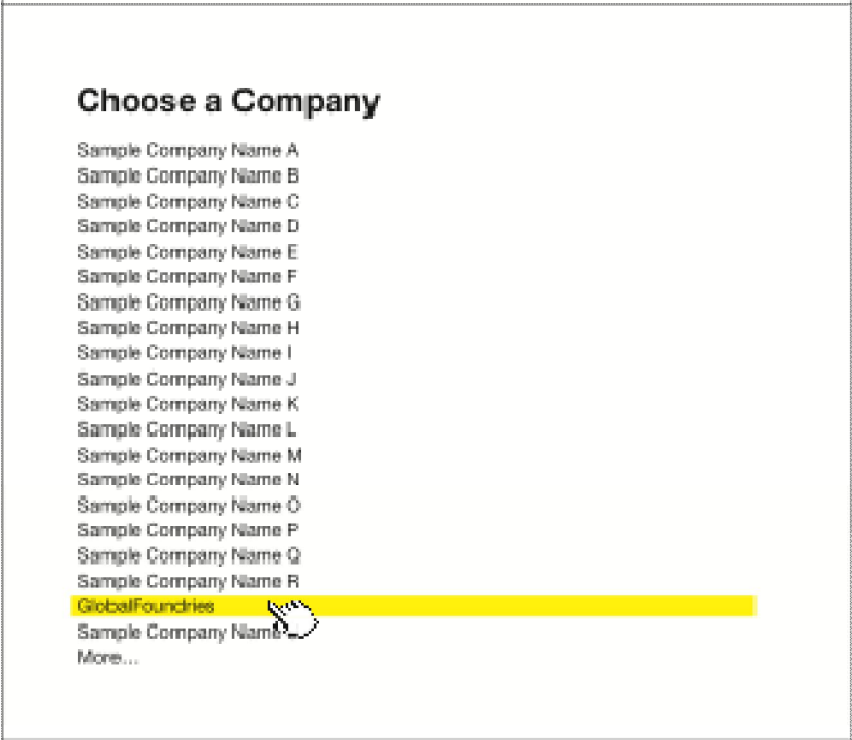 Choose a Company
Sample Company Name A
Sample Company Name B
Sample Company Name C
Sample Company Name D
Sample Company Name E
Sample Company Name F
Sample Company Name G
Sample Company Name H
Sample Company Name I
Sample Company Name J
Sample Company Name K
Sample Company Name L
Sample Company Name M
Sample Company Name N
Sample Company Name O
Sample Company Name P
Sample Company Name Q
Sample Company Name R
GlobalFoundries
Sample Company Name
More...